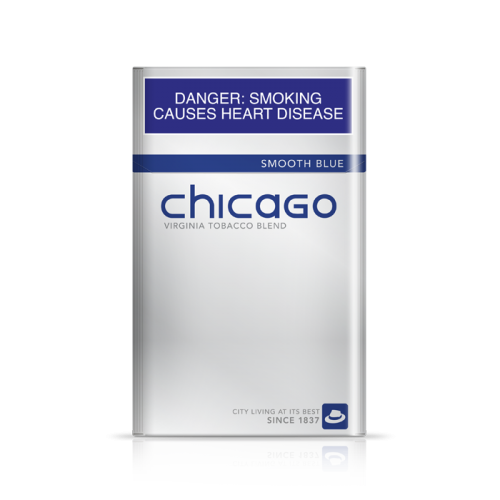 DANGER: SMOKING
CAUSES HEART DISEASE
SMOOTH BLUE
chicaGo
VIRGINIA TOBACCO BLEND
CITY LIVING AT ITS BEST
SINCE 1837